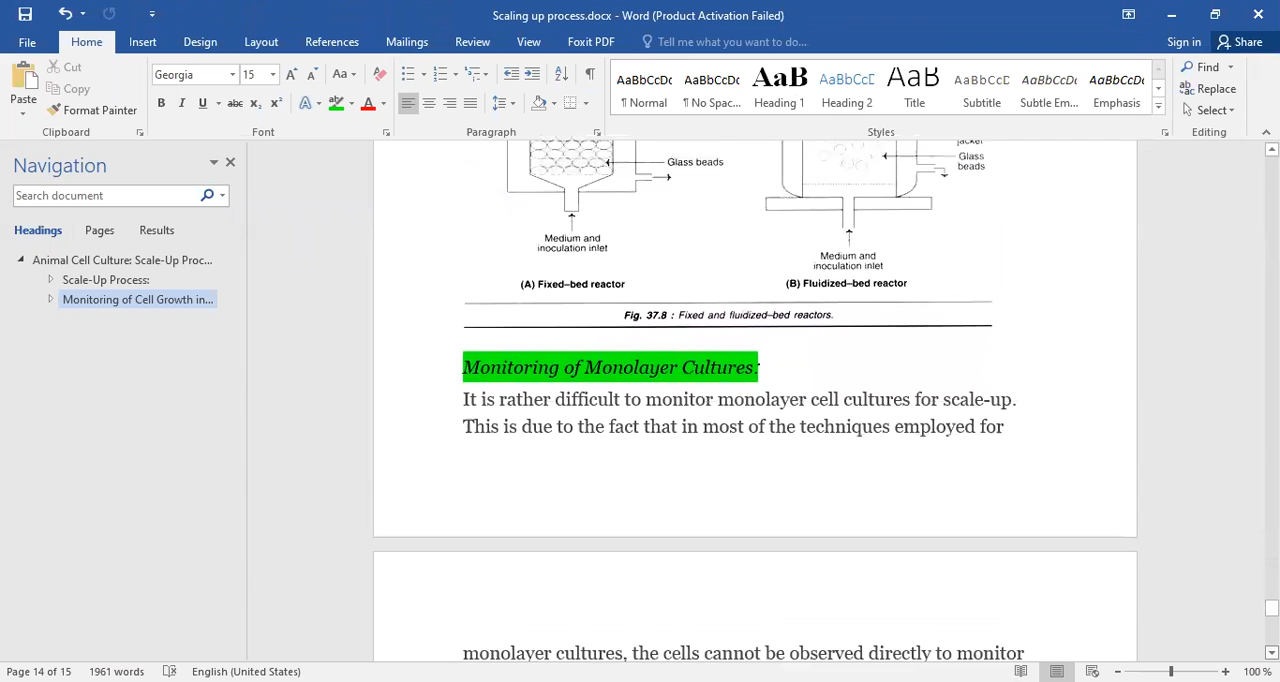 Scaling up process.docx - Word (Product Activation Failed)
File Home Insert Design Layout References Mailings Review View Foxit PDF Tell me what you want to do... Sign in Share
Paste
Cut
Copy
Format Painter
Georgia 15
AaBbCcDc AaBbCcDc AaB AaBbCcD AaB AaBbCcD AaBbCcDc AaBbCcDc
¶ Normal ¶ No Spac... Heading 1 Heading 2 Title Subtitle Subtle Em... Emphasis
Find
Replace
Select
Clipboard Font Paragraph Styles Editing
Navigation
Search document
Headings Pages Results
Animal Cell Culture: Scale-Up Proc...
Scale-Up Process:
Monitoring of Cell Growth in...
Glass beads
Medium and
inoculation inlet
(A) Fixed–bed reactor
jacket
Glass
beads
Medium and
inoculation inlet
(B) Fluidized–bed reactor
Fig. 37.8 : Fixed and fluidized–bed reactors.
Monitoring of Monolayer Cultures:
It is rather difficult to monitor monolayer cell cultures for scale-up.
This is due to the fact that in most of the techniques employed for
monolayer cultures, the cells cannot be observed directly to monitor
Page 14 of 15 1961 words English (United States) 100 %